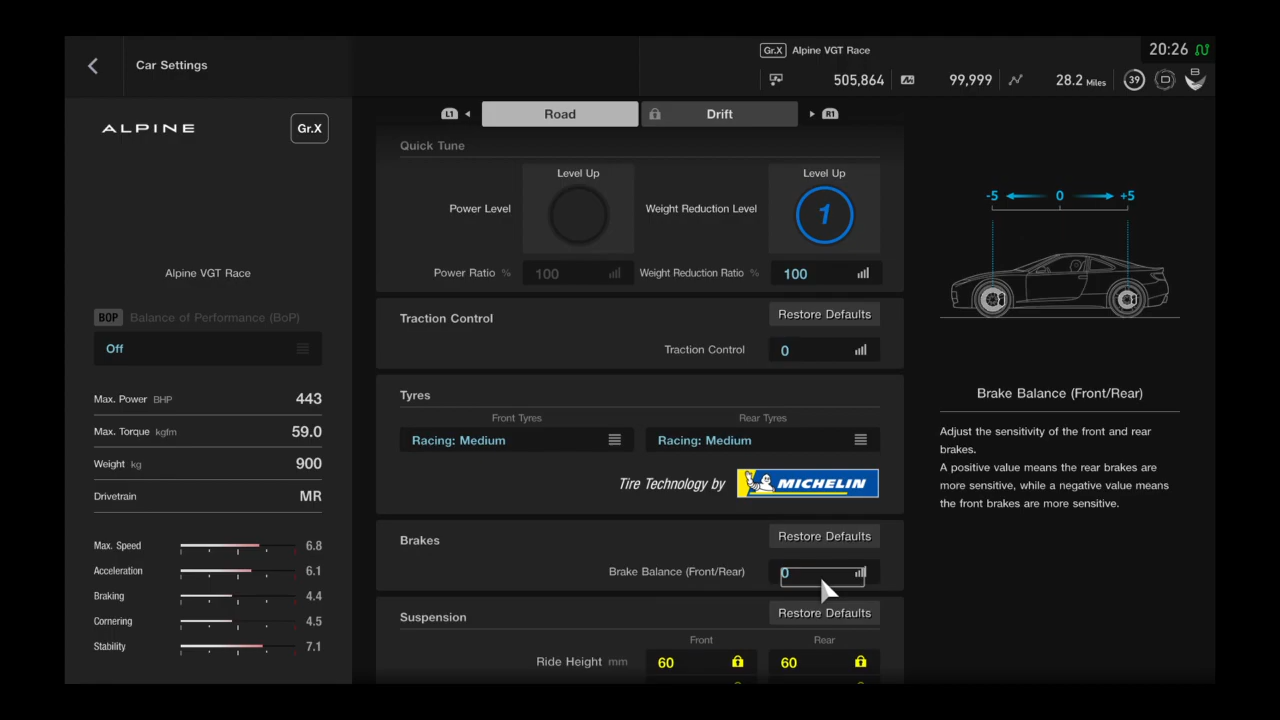 Car Settings
Gr.X Alpine VGT Race
20:26
505,864
99,999
28.2 Miles
39
D
B
ALPINE
Gr.X
Alpine VGT Race
BOP Balance of Performance (BoP)
Off
Max. Power BHP 443
Max. Torque kgfm 59.0
Weight kg 900
Drivetrain MR
Max. Speed 6.8
Acceleration 6.1
Braking 4.4
Cornering 4.5
Stability 7.1
L1 Road Drift R1
Quick Tune
Level Up Level Up
Power Level Weight Reduction Level 1
Power Ratio % 100 Weight Reduction Ratio % 100
Traction Control Restore Defaults
Traction Control 0
Tyres
Front Tyres Rear Tyres
Racing: Medium Racing: Medium
Tire Technology by MICHELIN
Brakes Restore Defaults
Brake Balance (Front/Rear) 0
Suspension Restore Defaults
Front Rear
Ride Height mm 60 60
-5 0 +5
Brake Balance (Front/Rear)
Adjust the sensitivity of the front and rear
brakes.
A positive value means the rear brakes are
more sensitive, while a negative value means
the front brakes are more sensitive.